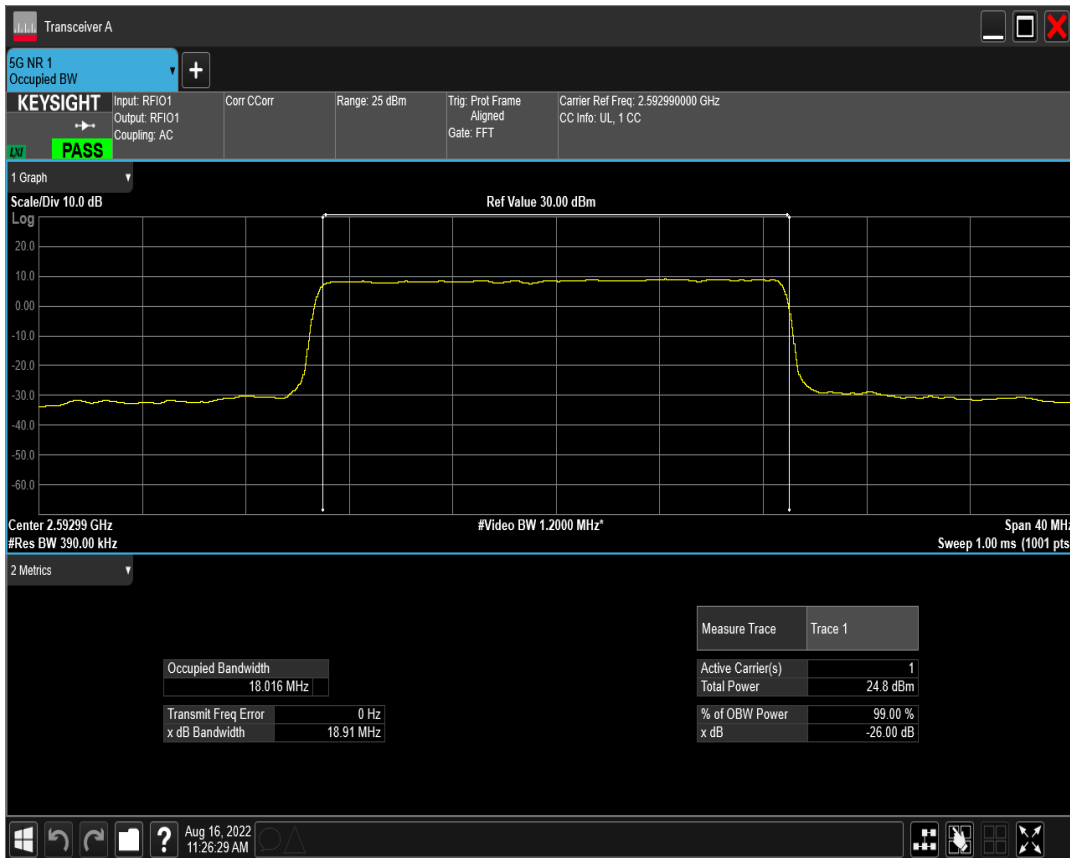 Transceiver A
5G NR 1
Occupied BW
KEYSIGHT
LXI
PASS
Input: RFIO1
Output: RFIO1
Coupling: AC
Corr CCorr
Range: 25 dBm
Trig: Prot Frame
Aligned
Gate: FFT
Carrier Ref Freq: 2.592990000 GHz
CC Info: UL, 1 CC
1 Graph
Scale/Div 10.0 dB
Ref Value 30.00 dBm
Log
20.0
10.0
0.00
-10.0
-20.0
-30.0
-40.0
-50.0
-60.0
Center 2.59299 GHz
#Video BW 1.2000 MHz*
Span 40 MHz
#Res BW 390.00 kHz
Sweep 1.00 ms (1001 pts
2 Metrics
Measure Trace Trace 1
Occupied Bandwidth
18.016 MHz
Active Carrier(s) 1
Total Power 24.8 dBm
Transmit Freq Error 0 Hz
x dB Bandwidth 18.91 MHz
% of OBW Power 99.00 %
x dB -26.00 dB
?
Aug 16, 2022
11:26:29 AM